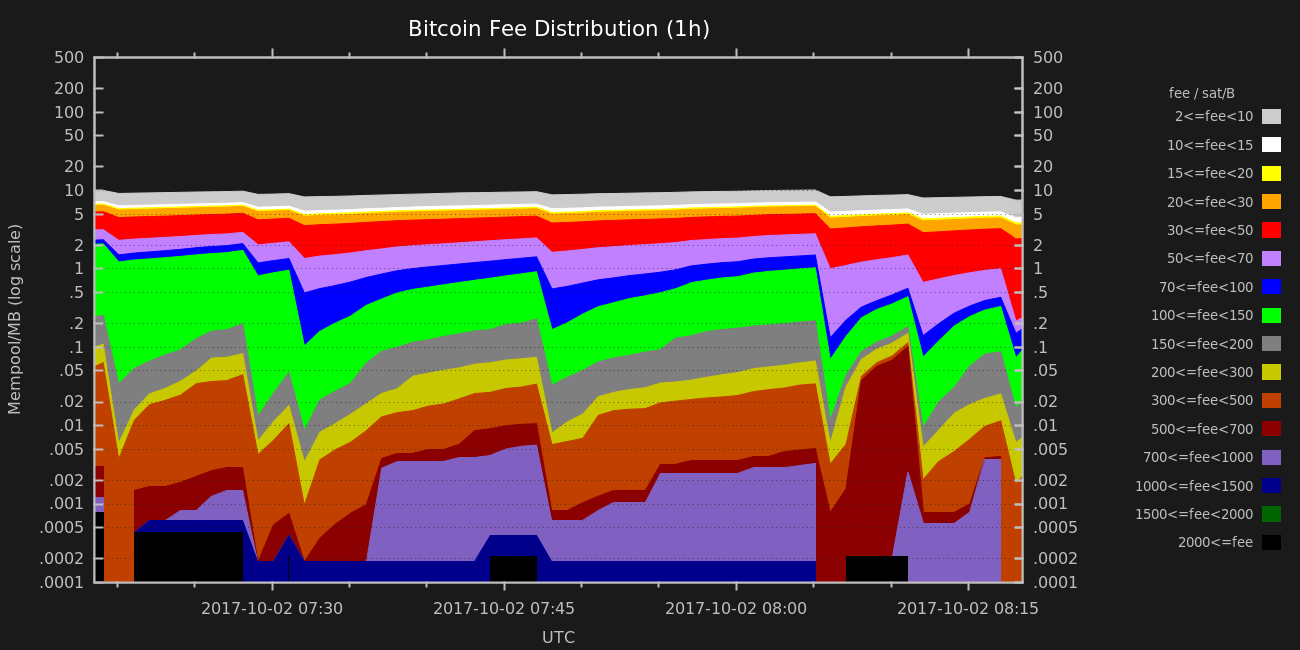 Bitcoin Fee Distribution (1h)
500 500
200 200
100 100
50 50
20 20
10 10
5 5
2 2
1 1
.5 .5
.2 .2
.1 .1
.05 .05
.02 .02
.01 .01
.005 .005
.002 .002
.001 .001
.0005 .0005
.0002 .0002
.0001 .0001
Mempool/MB (log scale)
2017-10-02 07:30 2017-10-02 07:45 2017-10-02 08:00 2017-10-02 08:15
UTC
fee / sat/B
2<=fee<10
10<=fee<15
15<=fee<20
20<=fee<30
30<=fee<50
50<=fee<70
70<=fee<100
100<=fee<150
150<=fee<200
200<=fee<300
300<=fee<500
500<=fee<700
700<=fee<1000
1000<=fee<1500
1500<=fee<2000
2000<=fee